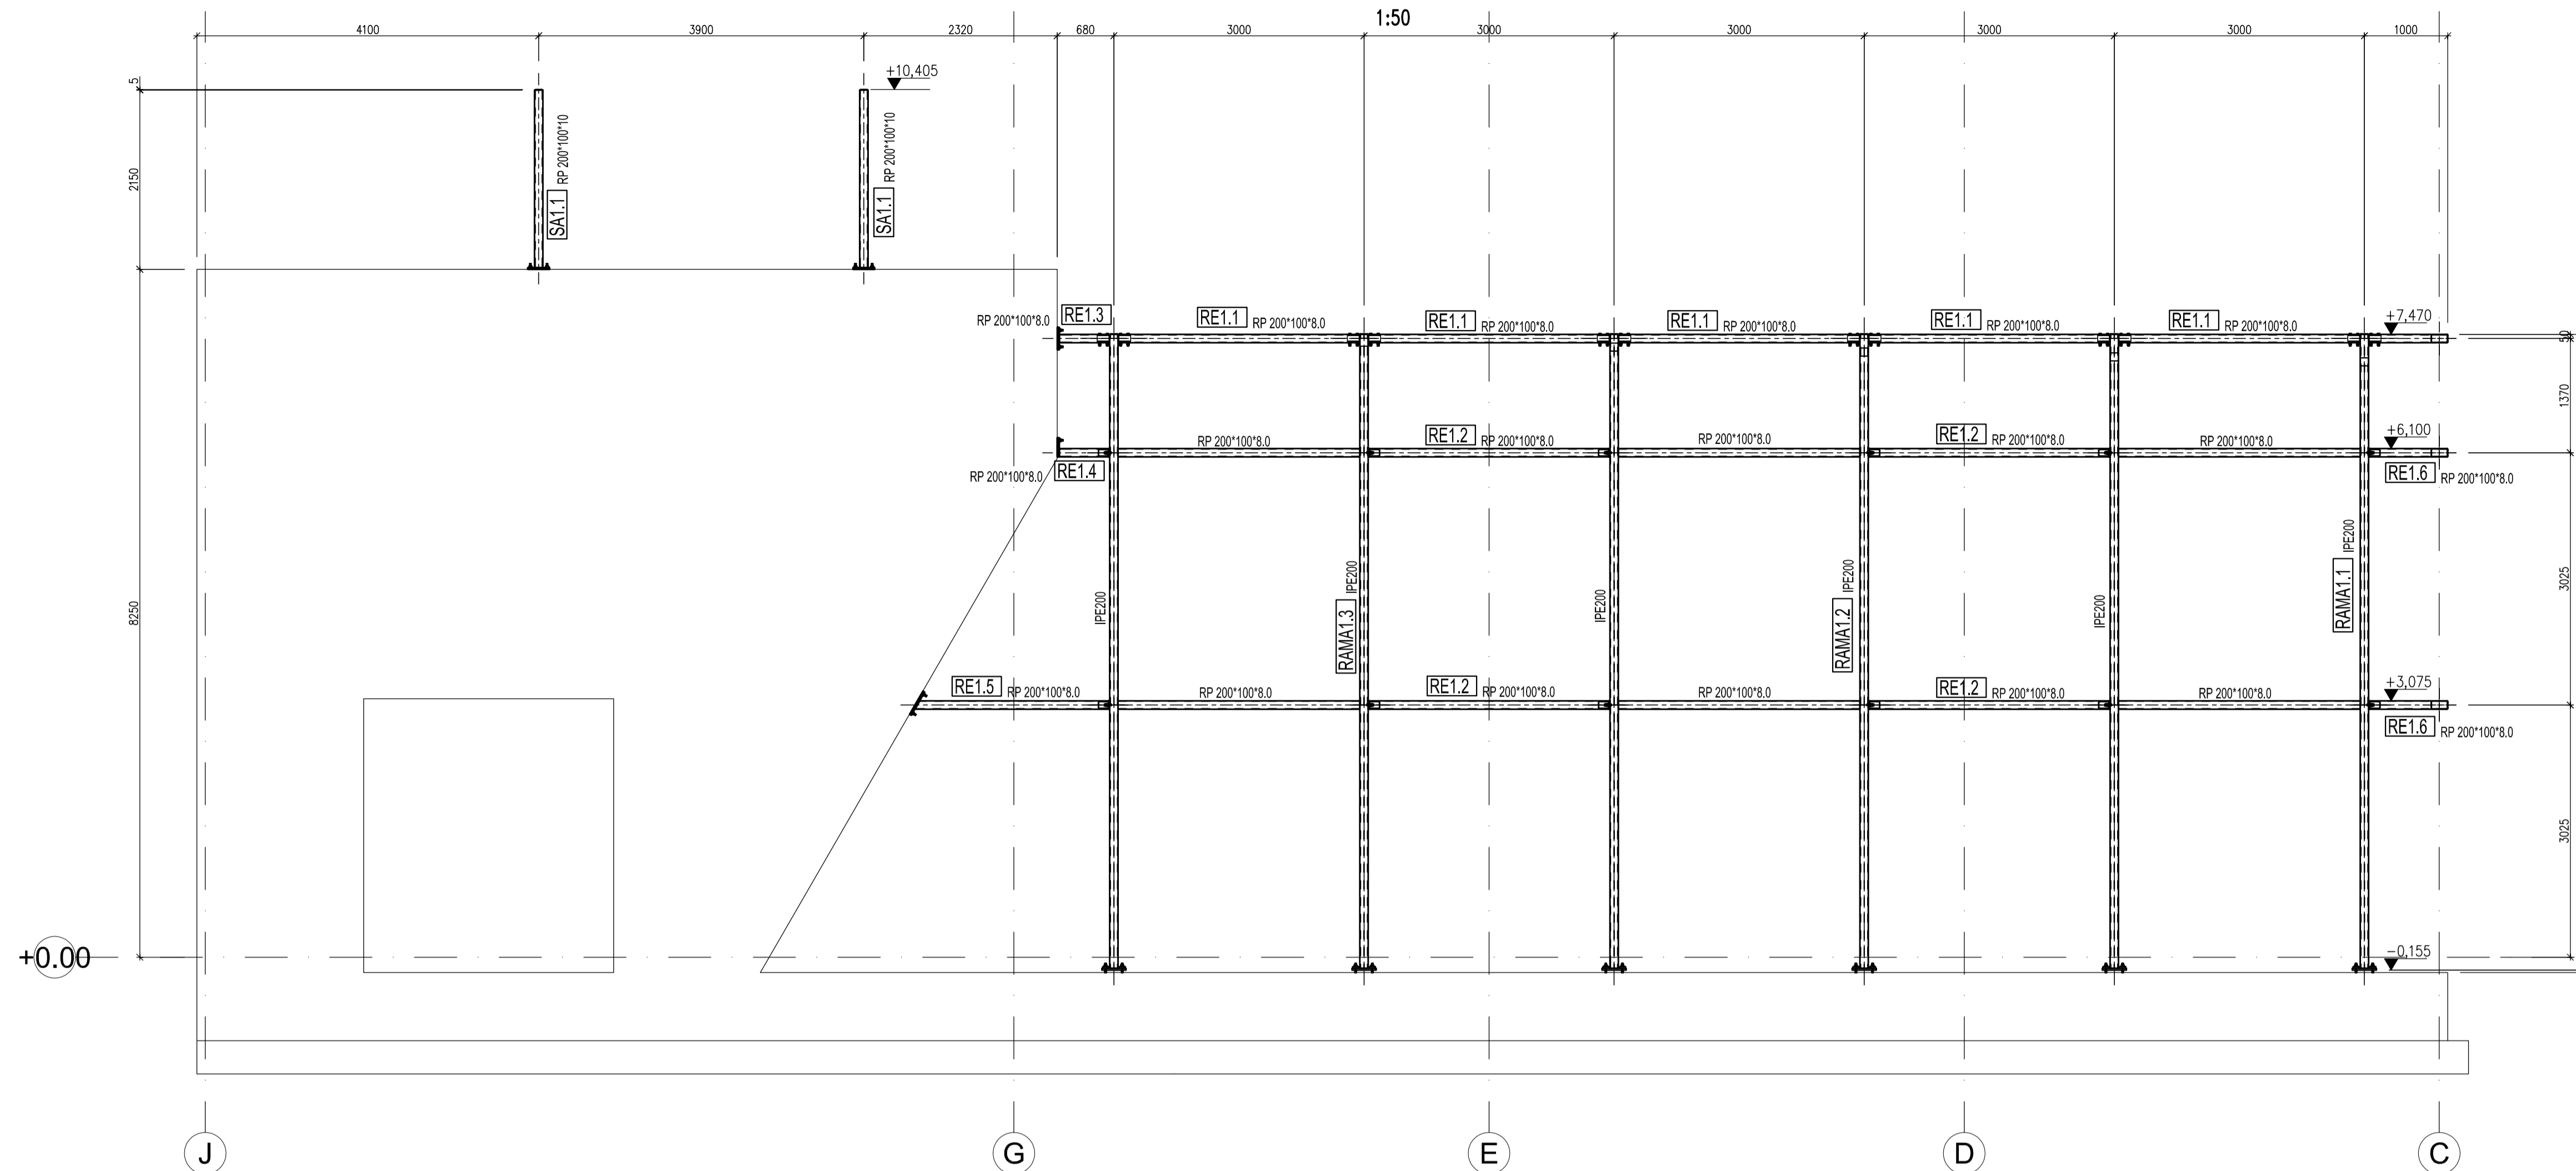 1:50
4100
3900
2320
680
3000
3000
3000
3000
3000
1000
5
+10,405
2150
SA1.1
RP 200*100*10
SA1.1
RP 200*100*10
RP 200*100*8.0
RE1.3
RE1.1 RP 200*100*8.0
RE1.1 RP 200*100*8.0
RE1.1 RP 200*100*8.0
RE1.1 RP 200*100*8.0
RE1.1 RP 200*100*8.0
+7,470
50
1370
RP 200*100*8.0
RE1.2 RP 200*100*8.0
RP 200*100*8.0
RE1.2 RP 200*100*8.0
RP 200*100*8.0
+6,100
RP 200*100*8.0
RE1.4
RE1.6 RP 200*100*8.0
8250
IPE200
RAMA1.3 IPE200
IPE200
RAMA1.2 IPE200
IPE200
RAMA1.1 IPE200
3025
RE1.5 RP 200*100*8.0
RP 200*100*8.0
RE1.2 RP 200*100*8.0
RP 200*100*8.0
RE1.2 RP 200*100*8.0
RP 200*100*8.0
+3,075
RE1.6 RP 200*100*8.0
3025
+0.00
-0,155
J
G
E
D
C